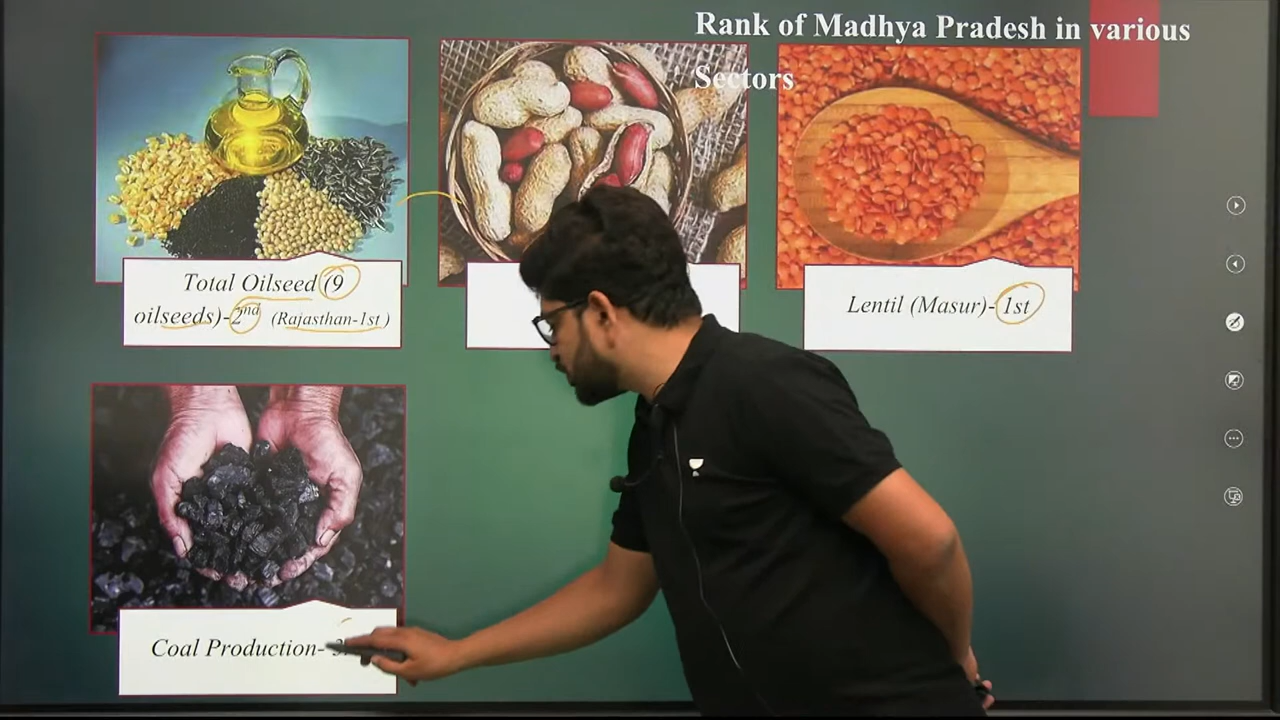 Rank of Madhya Pradesh in various
Sectors
Total Oilseed (9
oilseeds)-2nd (Rajasthan-1st)
Lentil (Masur)-1st
Coal Production-